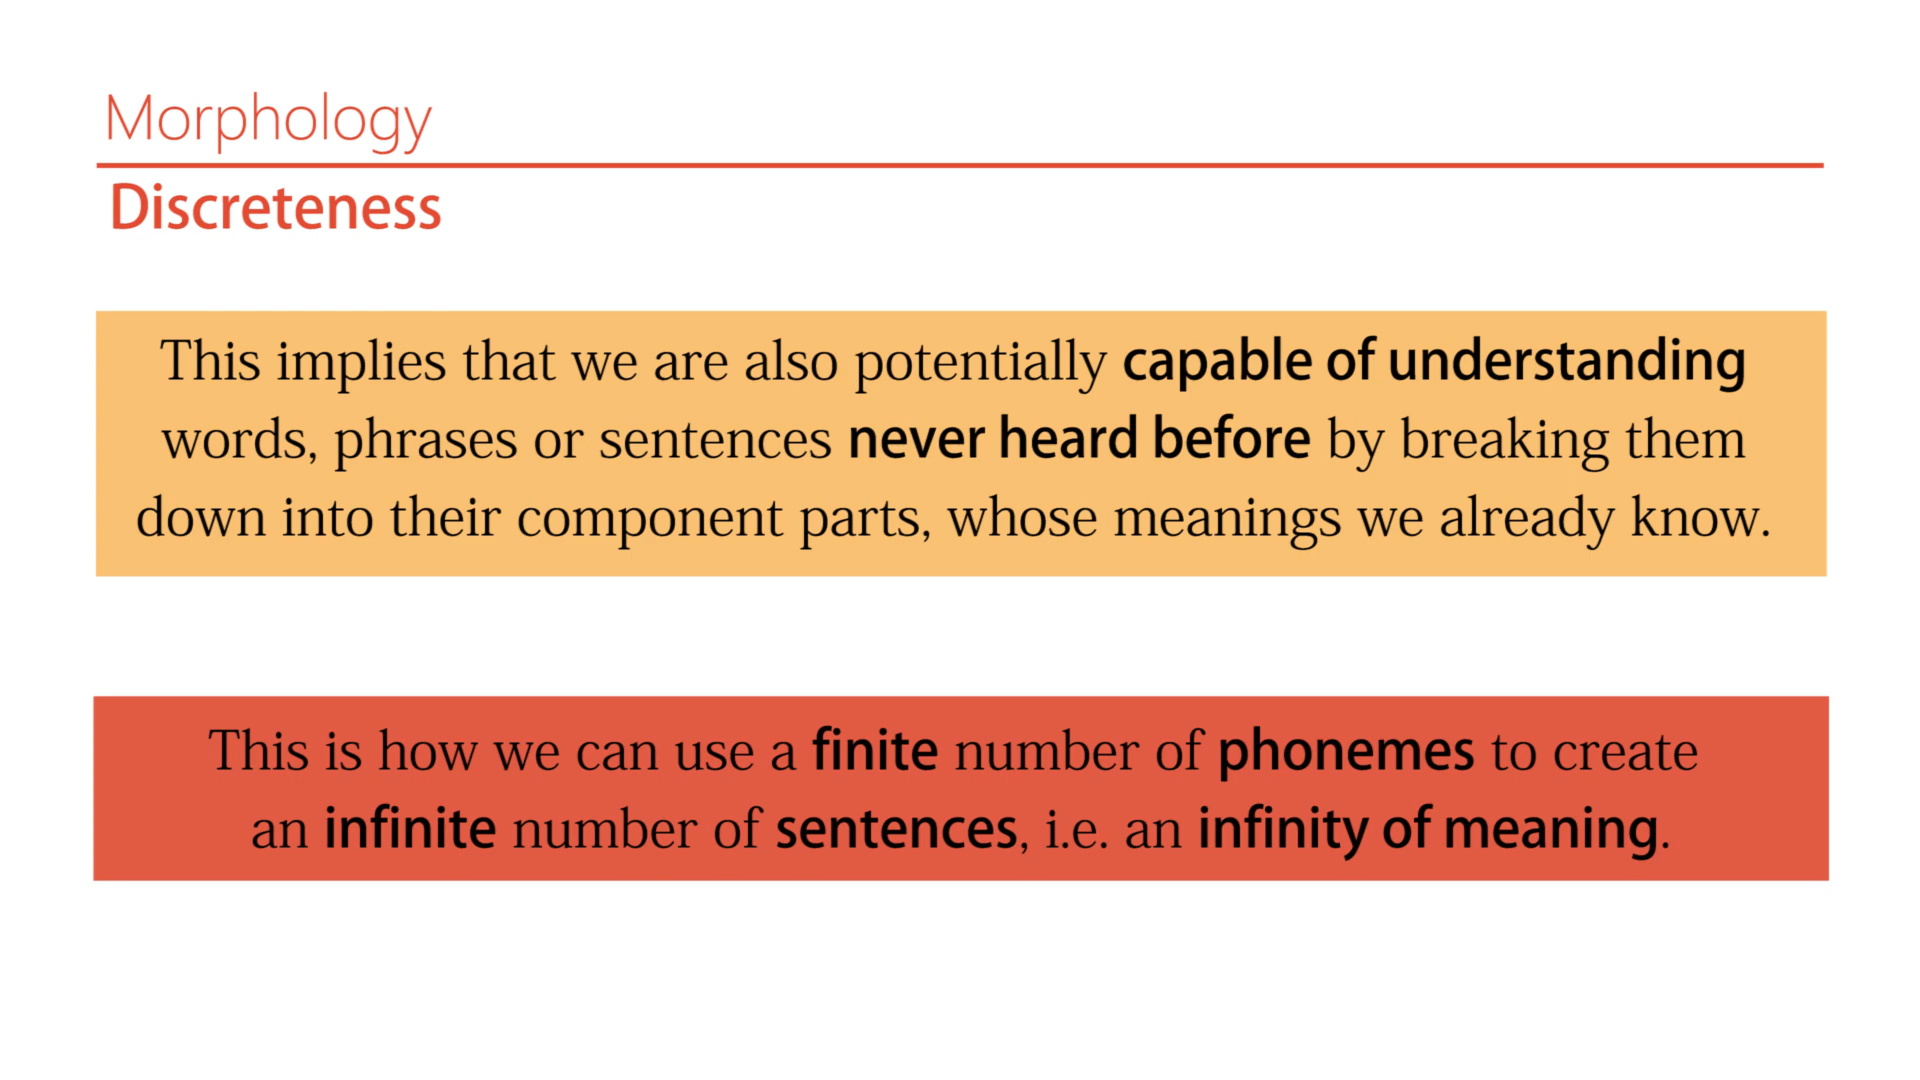 Morphology
Discreteness
This implies that we are also potentially capable of understanding
words, phrases or sentences never heard before by breaking them
down into their component parts, whose meanings we already know.
This is how we can use a finite number of phonemes to create
an infinite number of sentences, i.e. an infinity of meaning.